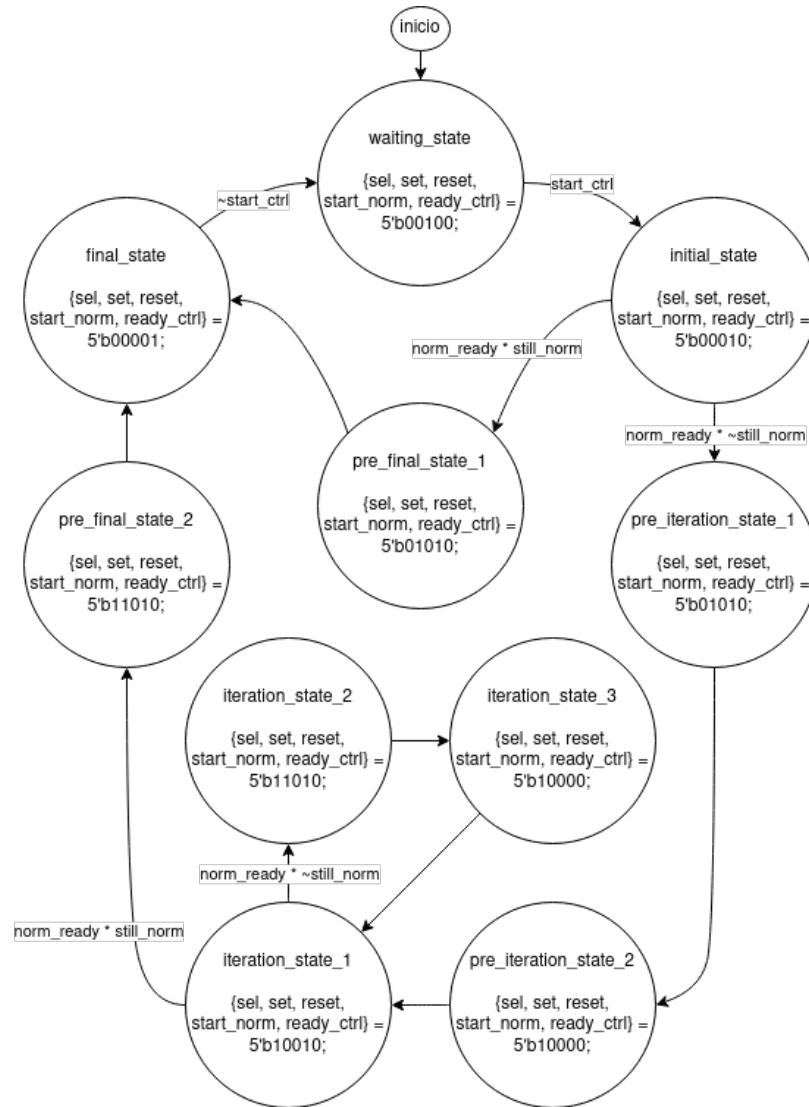 inicio
waiting_state
{sel, set, reset,
start_norm, ready_ctrl} =
5'b00100;
~start_ctrl
start_ctrl
final_state
{sel, set, reset,
start_norm, ready_ctrl} =
5'b00001;
initial_state
{sel, set, reset,
start_norm, ready_ctrl} =
5'b00010;
norm_ready * still_norm
norm_ready * ~still_norm
pre_final_state_1
{sel, set, reset,
start_norm, ready_ctrl} =
5'b01010;
pre_final_state_2
{sel, set, reset,
start_norm, ready_ctrl} =
5'b11010;
pre_iteration_state_1
{sel, set, reset,
start_norm, ready_ctrl} =
5'b01010;
iteration_state_2
{sel, set, reset,
start_norm, ready_ctrl} =
5'b11010;
iteration_state_3
{sel, set, reset,
start_norm, ready_ctrl} =
5'b10000;
norm_ready * ~still_norm
norm_ready * still_norm
iteration_state_1
{sel, set, reset,
start_norm, ready_ctrl} =
5'b10010;
pre_iteration_state_2
{sel, set, reset,
start_norm, ready_ctrl} =
5'b10000;